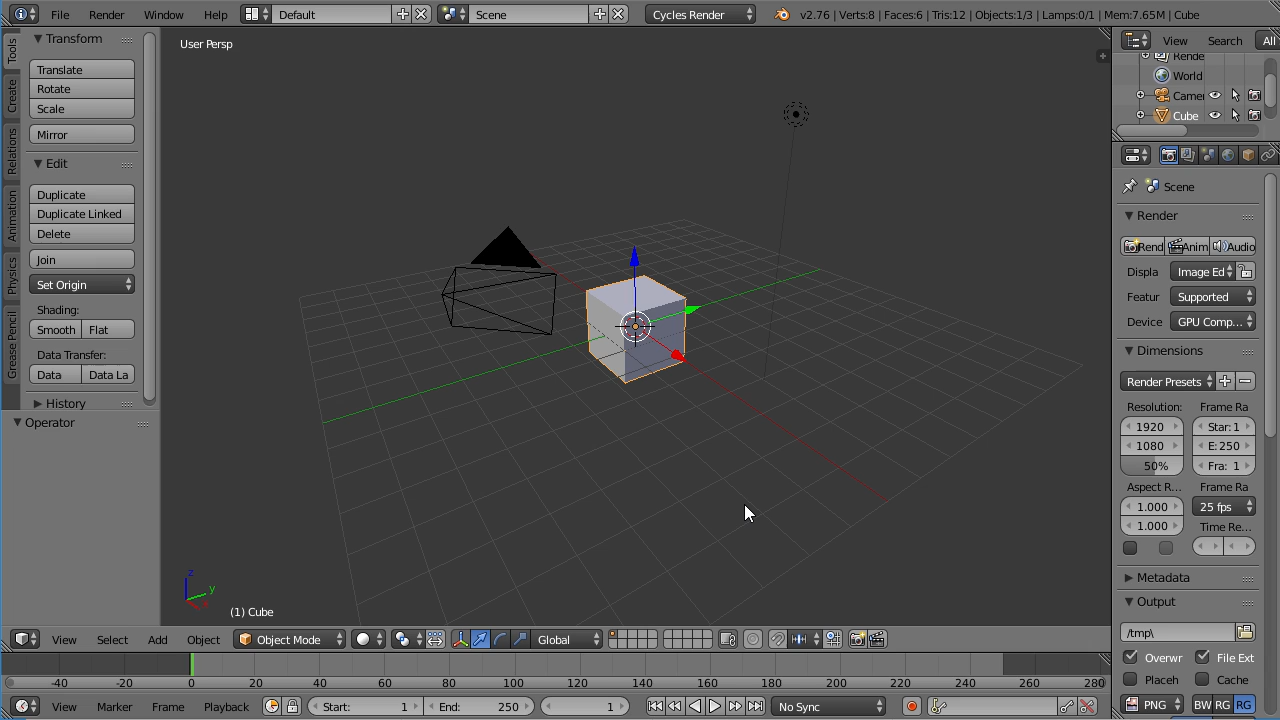 File Render Window Help Default Scene Cycles Render v2.76 | Verts:8 | Faces:6 | Tris:12 | Objects:1/3 | Lamps:0/1 | Mem:7.65M | Cube
Tools
Create
Relations
Animation
Physics
Grease Pencil
Transform
Translate
Rotate
Scale
Mirror
Edit
Duplicate
Duplicate Linked
Delete
Join
Set Origin
Shading:
Smooth Flat
Data Transfer:
Data Data La
History
Operator
User Persp
z
y
x
(1) Cube
View Select Add Object Object Mode Global
-40 -20 0 20 40 60 80 100 120 140 160 180 200 220 240 260 280
View Marker Frame Playback Start: 1 End: 250 1 No Sync
View Search All
Rende
World
Camer
Cube
Scene
Render
Rend Anim Audio
Displa Image Ed
Featur Supported
Device GPU Comp...
Dimensions
Render Presets
Resolution: Frame Ra
1920 Star: 1
1080 E: 250
50% Fra: 1
Aspect R... Frame Ra
1.000 25 fps
1.000 Time Re...
Metadata
Output
/tmp\
Overwr File Ext
Placeh Cache
PNG BW RG RG